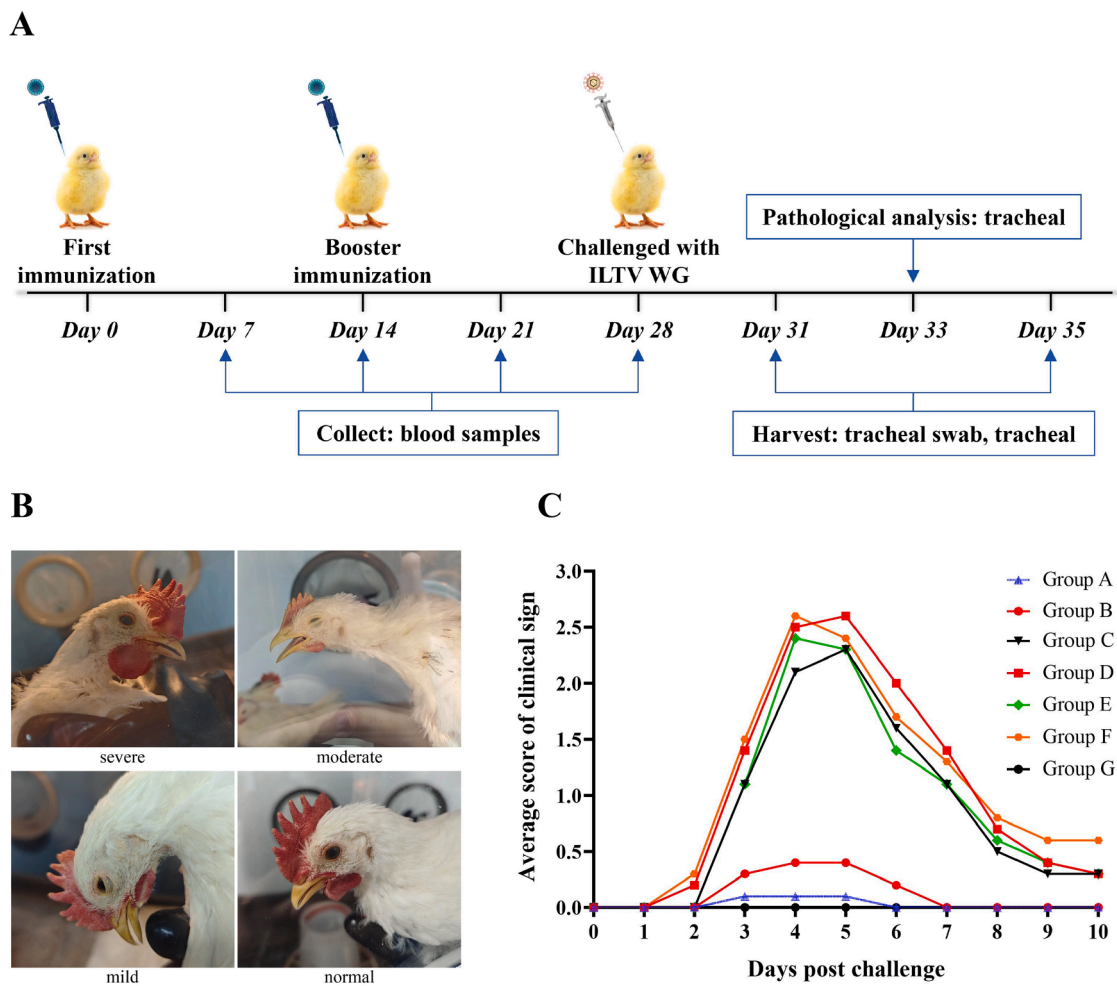 A
First
immunization
Booster
immunization
Challenged with
ILTV WG
Pathological analysis: tracheal
Day 0
Day 7
Day 14
Day 21
Day 28
Day 31
Day 33
Day 35
Collect: blood samples
Harvest: tracheal swab, tracheal
B
severe
moderate
mild
normal
C
Average score of clinical sign
3.0
2.5
2.0
1.5
1.0
0.5
0.0
0 1 2 3 4 5 6 7 8 9 10
Days post challenge
Group A
Group B
Group C
Group D
Group E
Group F
Group G